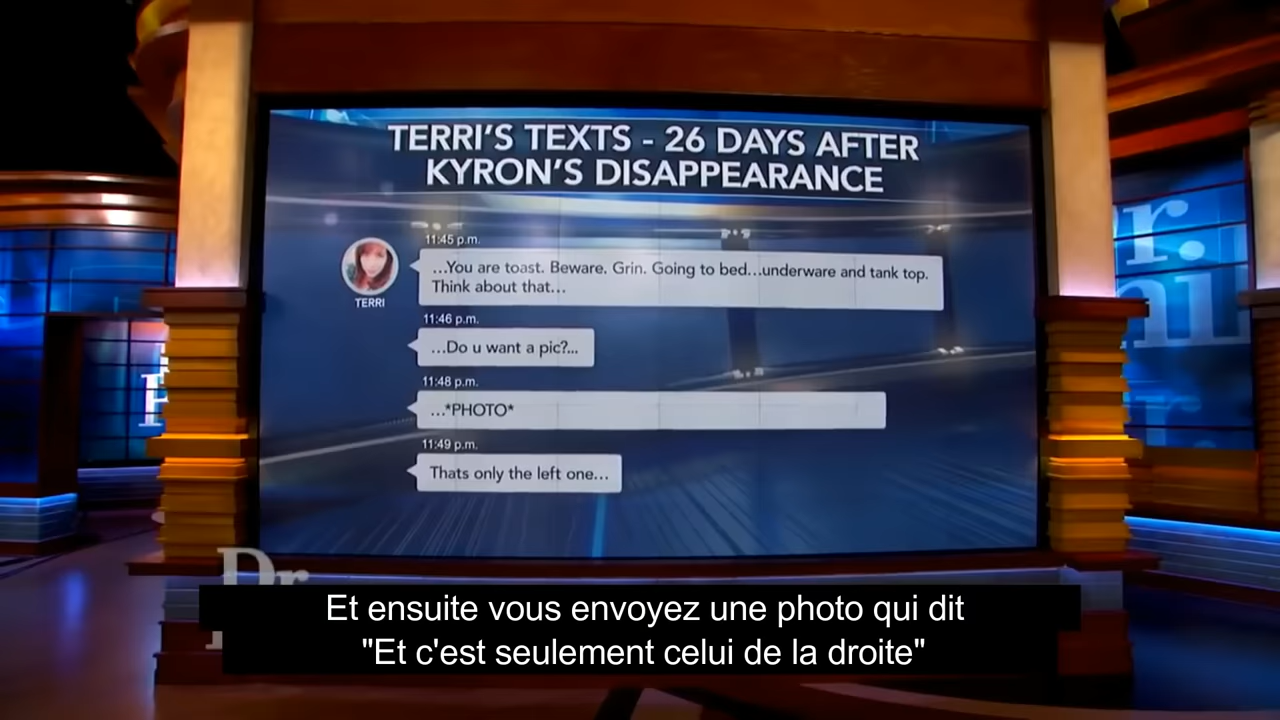 TERRI'S TEXTS - 26 DAYS AFTER
KYRON'S DISAPPEARANCE
11:45 p.m.
...You are toast. Beware. Grin. Going to bed...underware and tank top.
Think about that...
TERRI
11:46 p.m.
...Do u want a pic?...
11:48 p.m.
...*PHOTO*
11:49 p.m.
Thats only the left one...
Dr.
Dr
Et ensuite vous envoyez une photo qui dit
"Et c'est seulement celui de la droite"